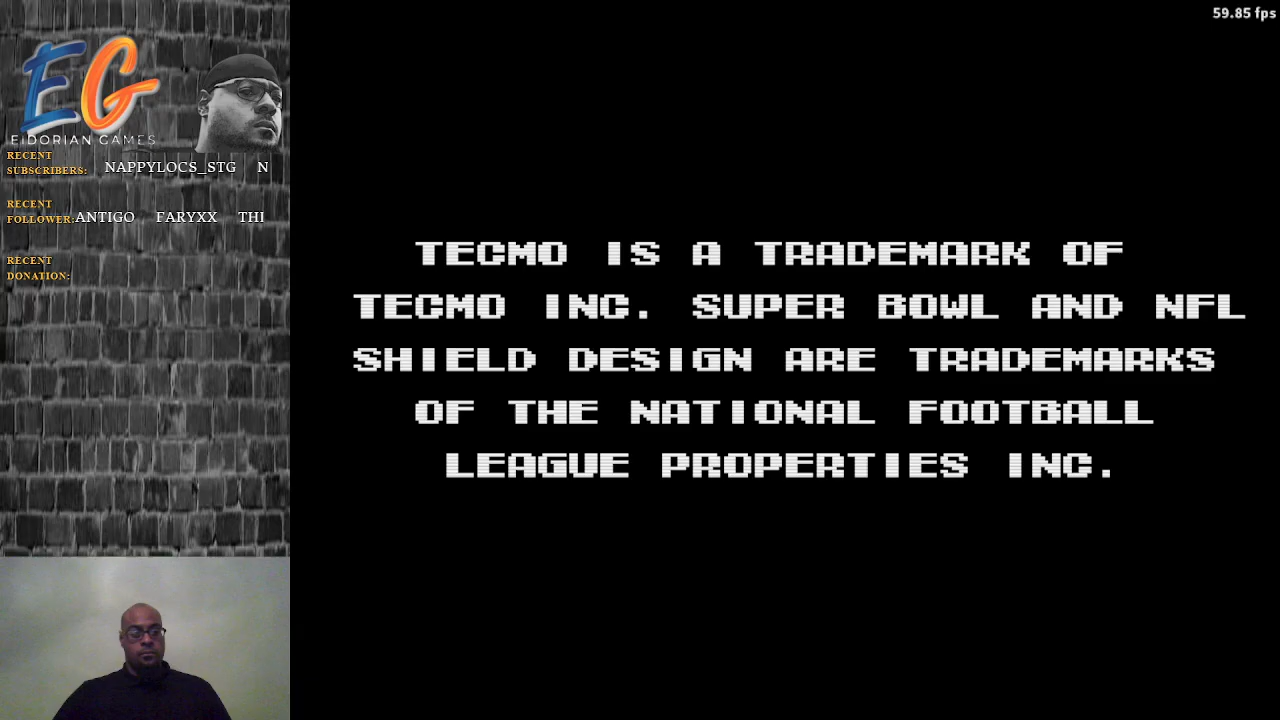 59.85 fps
EG
EIDORIAN GAMES
RECENT
SUBSCRIBERS: NAPPYLOCS_STG N
RECENT
FOLLOWER: ANTIGO FARYXX THI
RECENT
DONATION:
TECMO IS A TRADEMARK OF
TECMO INC. SUPER BOWL AND NFL
SHIELD DESIGN ARE TRADEMARKS
OF THE NATIONAL FOOTBALL
LEAGUE PROPERTIES INC.